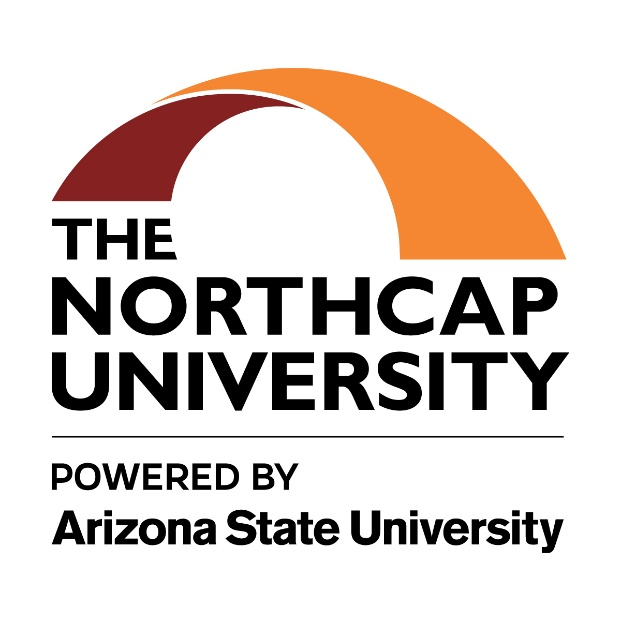 THE
NORTHCAP
UNIVERSITY
POWERED BY
Arizona State University